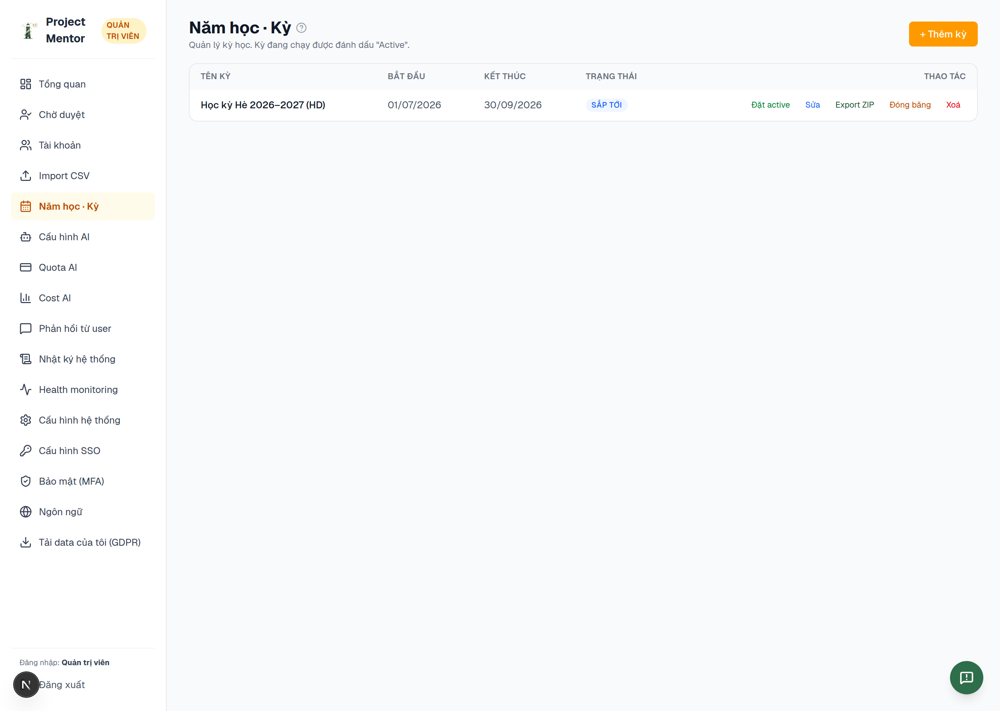 Project
Mentor
QUẢN
TRỊ VIÊN
Tổng quan
Chờ duyệt
Tài khoản
Import CSV
Năm học · Kỳ
Cấu hình AI
Quota AI
Cost AI
Phản hồi từ user
Nhật ký hệ thống
Health monitoring
Cấu hình hệ thống
Cấu hình SSO
Bảo mật (MFA)
Ngôn ngữ
Tải data của tôi (GDPR)
Đăng nhập: Quản trị viên
N
Đăng xuất
Năm học · Kỳ ?
Quản lý kỳ học. Kỳ đang chạy được đánh dấu "Active".
+ Thêm kỳ
TÊN KỲ BẮT ĐẦU KẾT THÚC TRẠNG THÁI THAO TÁC
Học kỳ Hè 2026–2027 (HD) 01/07/2026 30/09/2026 SẮP TỚI Đặt active Sửa Export ZIP Đóng băng Xoá